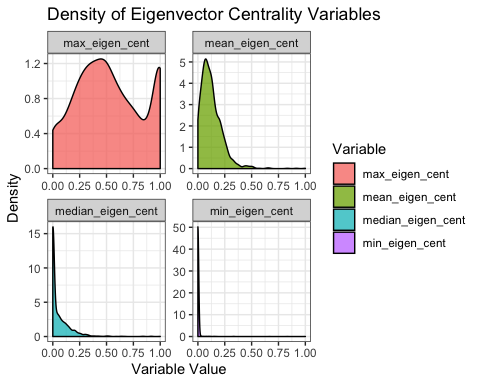 Density of Eigenvector Centrality Variables
max_eigen_cent
mean_eigen_cent
1.2
0.8
0.4
0.0
0.00 0.25 0.50 0.75 1.00
5
4
3
2
1
0
0.00 0.25 0.50 0.75 1.00
median_eigen_cent
min_eigen_cent
15
10
5
0
0.00 0.25 0.50 0.75 1.00
50
40
30
20
10
0
0.00 0.25 0.50 0.75 1.00
Density
Variable Value
Variable
max_eigen_cent
mean_eigen_cent
median_eigen_cent
min_eigen_cent